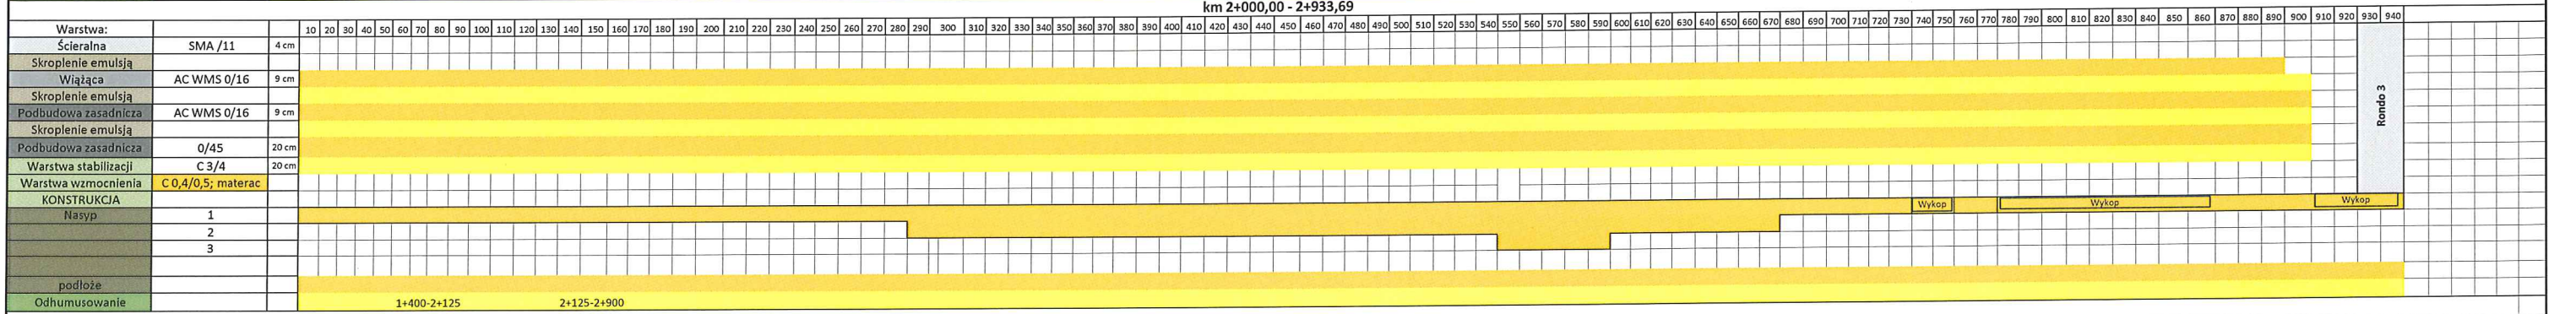 km 2+000,00 - 2+933,69
Warstwa: 10 20 30 40 50 60 70 80 90 100 110 120 130 140 150 160 170 180 190 200 210 220 230 240 250 260 270 280 290 300 310 320 330 340 350 360 370 380 390 400 410 420 430 440 450 460 470 480 490 500 510 520 530 540 550 560 570 580 590 600 610 620 630 640 650 660 670 680 690 700 710 720 730 740 750 760 770 780 790 800 810 820 830 840 850 860 870 880 890 900 910 920 930 940
Ścieralna SMA /11 4 cm
Skroplenie emulsją
Wiążąca AC WMS 0/16 9 cm
Skroplenie emulsją
Podbudowa zasadnicza AC WMS 0/16 9 cm
Skroplenie emulsją
Podbudowa zasadnicza 0/45 20 cm
Warstwa stabilizacji C 3/4 20 cm
Warstwa wzmocnienia C 0,4/0,5; materac
Rondo 3
KONSTRUKCJA
Nasyp 1 Wykop Wykop Wykop
2
3
podłoże
Odhumusowanie 1+400-2+125 2+125-2+900